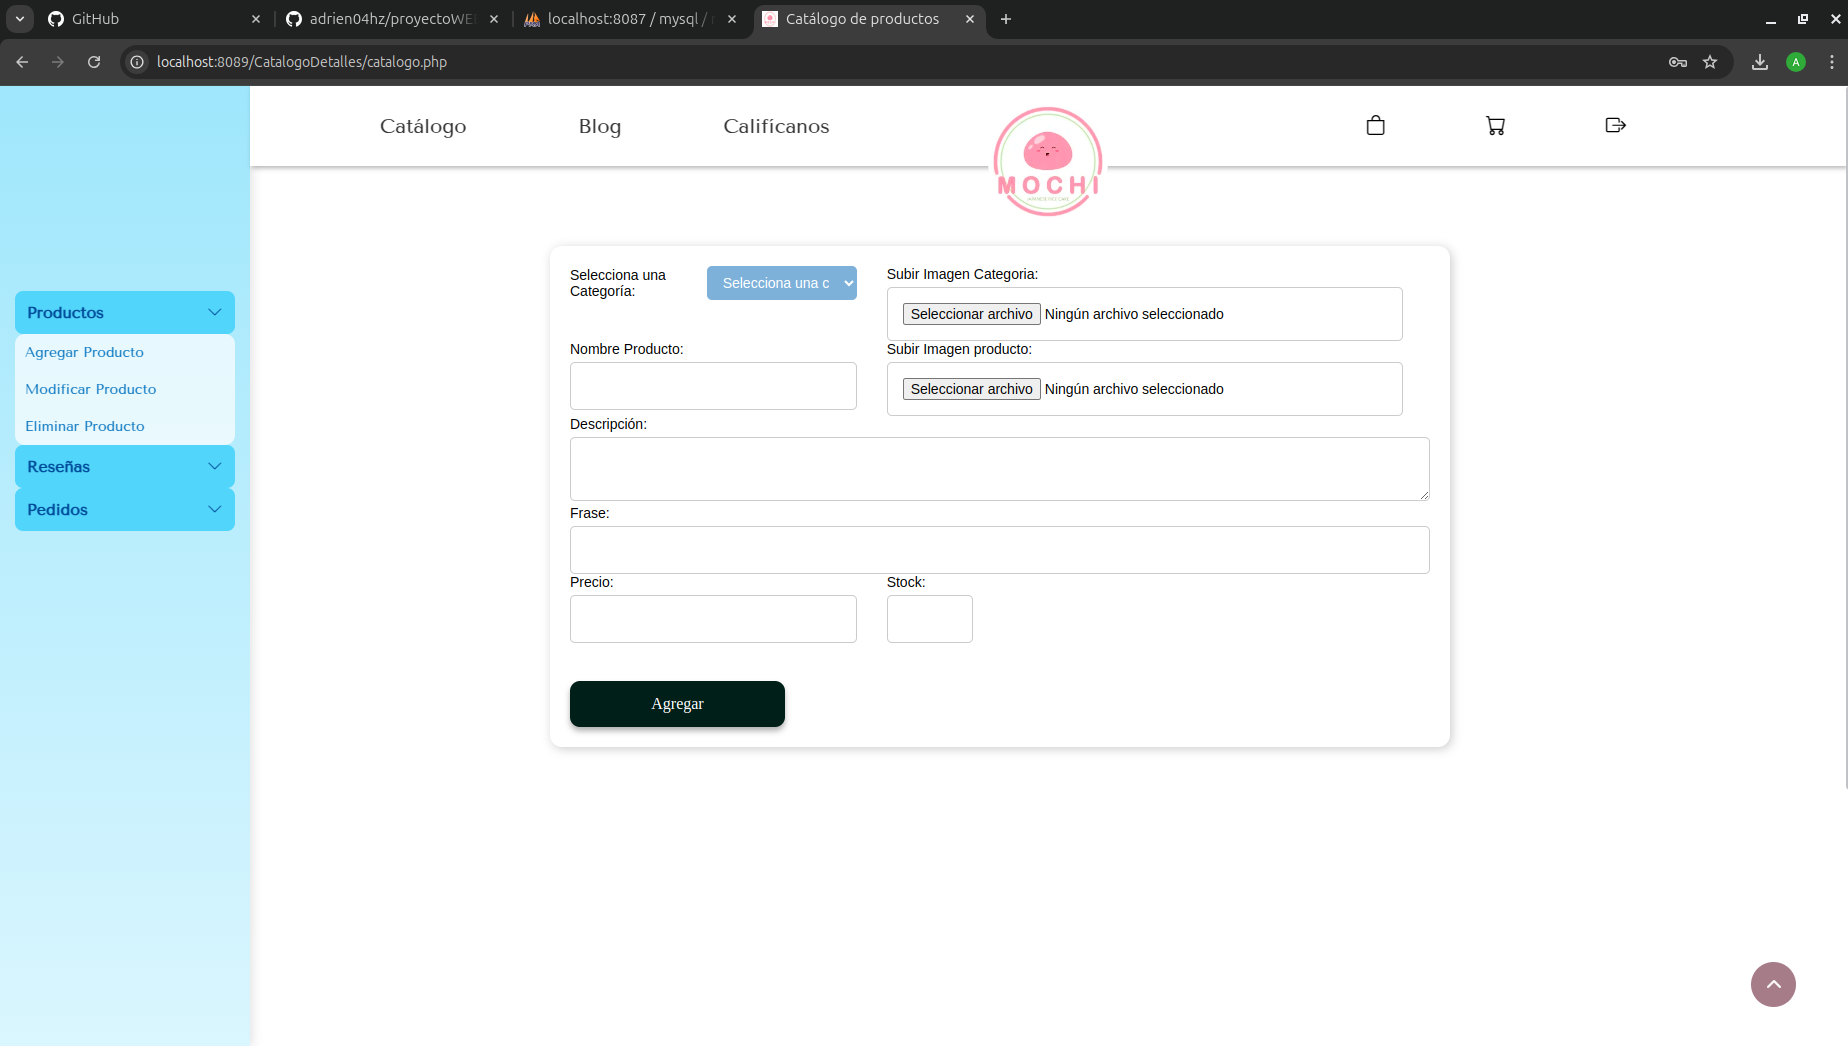 GitHub
adrien04hz/proyectoWE
localhost:8087 / mysql /
Catálogo de productos
localhost:8089/CatalogoDetalles/catalogo.php
A
Catálogo
Blog
Califícanos
MOCHI
Productos
Agregar Producto
Modificar Producto
Eliminar Producto
Reseñas
Pedidos
Selecciona una
Categoría:
Selecciona una c
Subir Imagen Categoria:
Seleccionar archivo Ningún archivo seleccionado
Nombre Producto:
Subir Imagen producto:
Seleccionar archivo Ningún archivo seleccionado
Descripción:
Frase:
Precio:
Stock:
Agregar